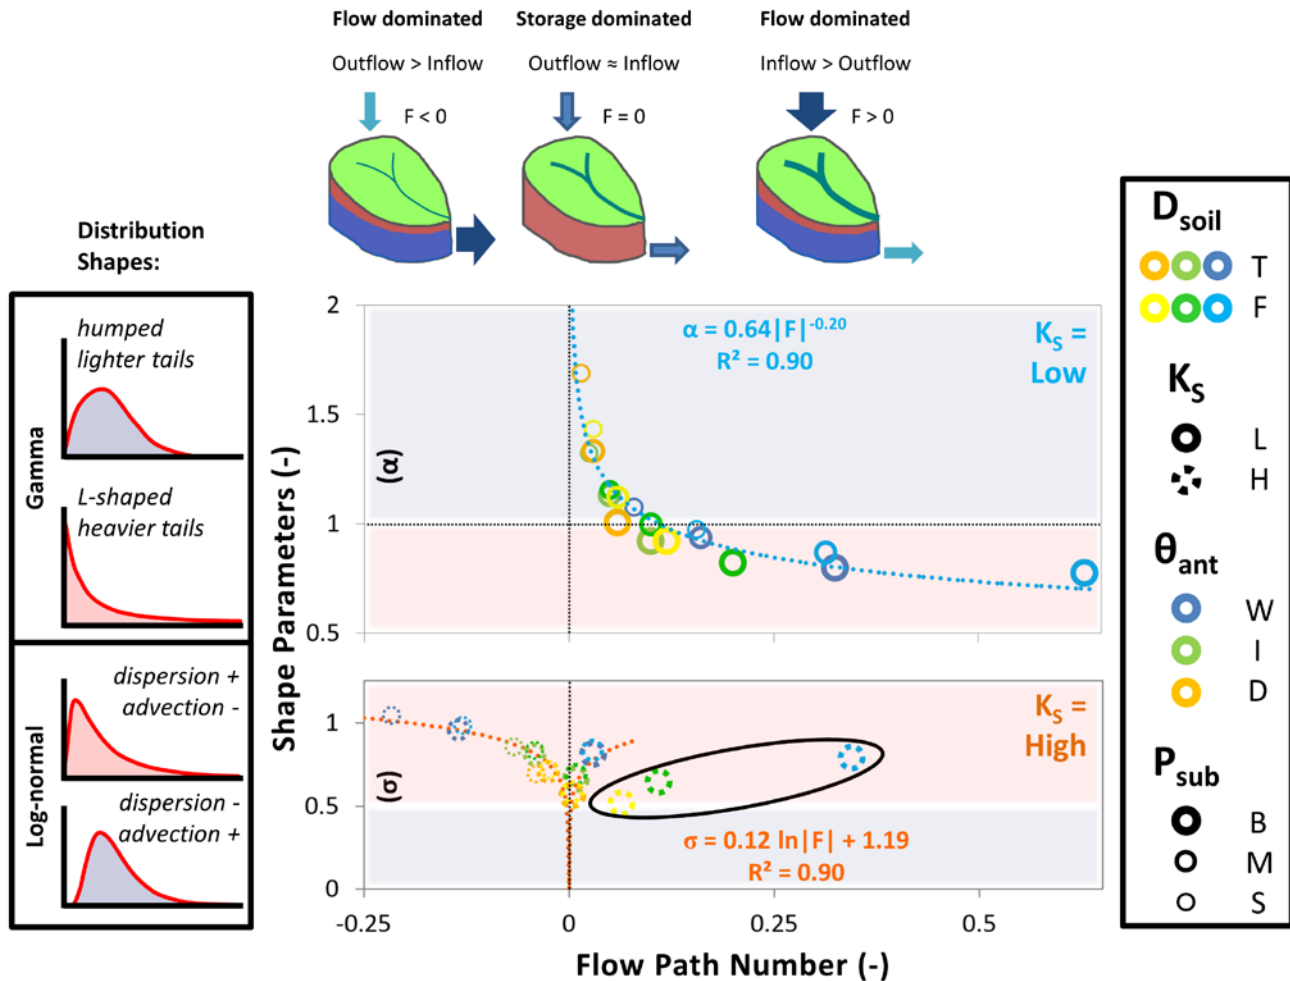 Flow dominated
Storage dominated
Flow dominated
Outflow > Inflow
Outflow ≈ Inflow
Inflow > Outflow
F < 0
F = 0
F > 0
Distribution
Shapes:
Gamma
humped
lighter tails
L-shaped
heavier tails
Log-normal
dispersion +
advection -
dispersion -
advection +
Shape Parameters (-)
2
1.5
1
0.5
(α)
α = 0.64|F|^-0.20
R² = 0.90
K_S =
Low
1
0.5
0
(σ)
K_S =
High
σ = 0.12 ln|F| + 1.19
R² = 0.90
-0.25
0
0.25
0.5
Flow Path Number (-)
D_soil
T
F
K_S
L
H
θ_ant
W
I
D
P_sub
B
M
S